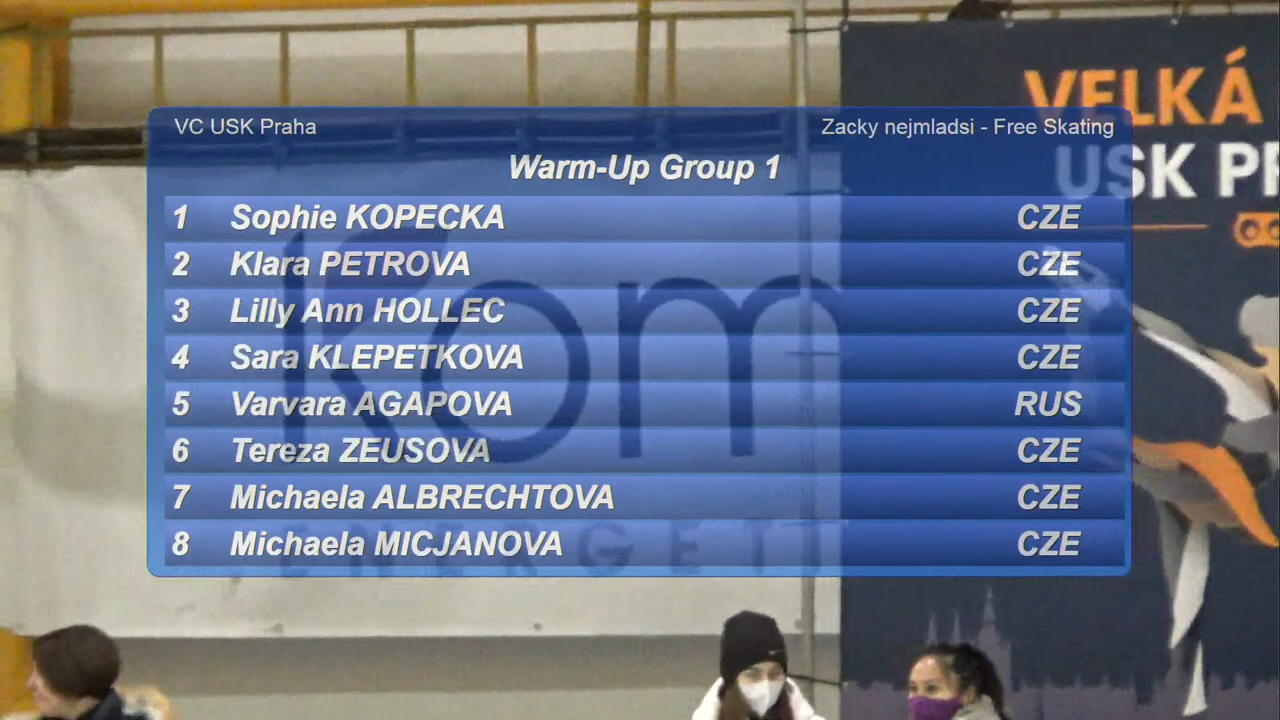 VELKÁ
USK PR
VC USK Praha Zacky nejmladsi - Free Skating
Warm-Up Group 1
1 Sophie KOPECKA CZE
2 Klara PETROVA CZE
3 Lilly Ann HOLLEC CZE
4 Sara KLEPETKOVA CZE
5 Varvara AGAPOVA RUS
6 Tereza ZEUSOVA CZE
7 Michaela ALBRECHTOVA CZE
8 Michaela MICJANOVA CZE
kom
ENERGETI